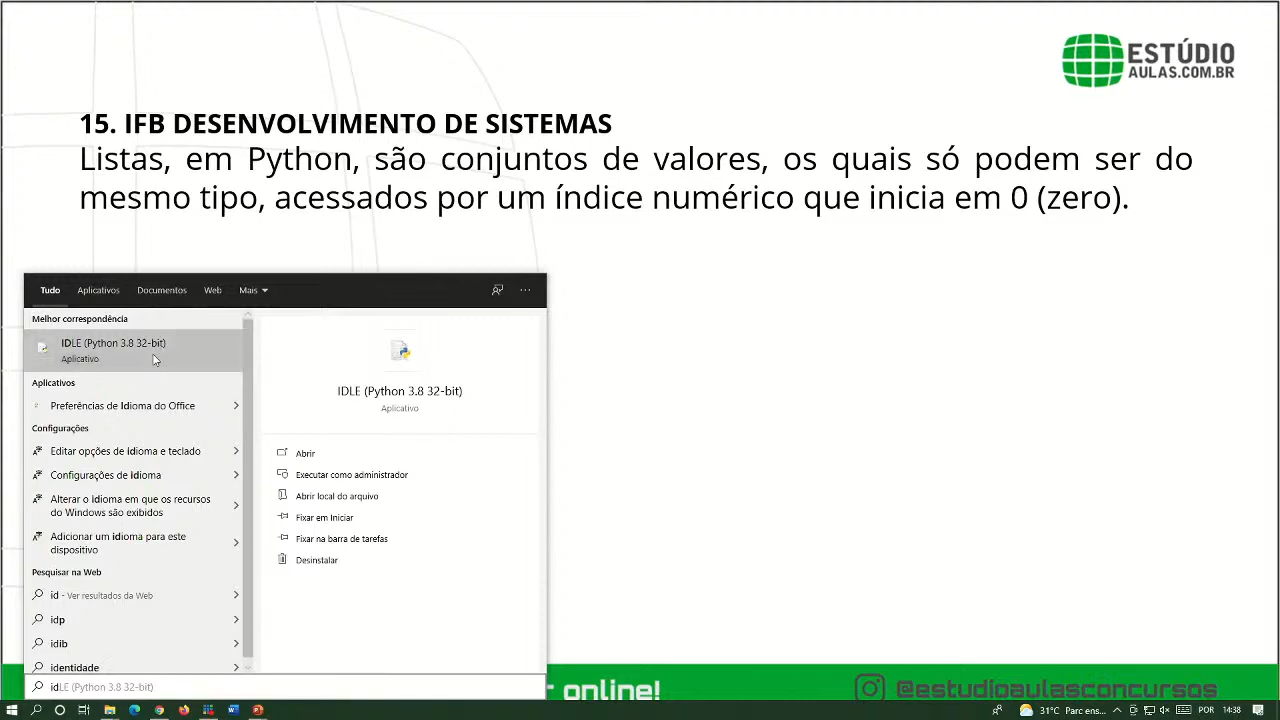 ESTÚDIO
AULAS.COM.BR
15. IFB DESENVOLVIMENTO DE SISTEMAS
Listas, em Python, são conjuntos de valores, os quais só podem ser do
mesmo tipo, acessados por um índice numérico que inicia em 0 (zero).
Tudo Aplicativos Documentos Web Mais
Melhor correspondência
IDLE (Python 3.8 32-bit)
Aplicativo
Aplicativos
Preferências de Idioma do Office
Configurações
Editar opções de idioma e teclado
Configurações de idioma
Alterar o idioma em que os recursos
do Windows são exibidos
Adicionar um idioma para este
dispositivo
Pesquisar na Web
id - Ver resultados da Web
idp
idib
identidade
IDLE (Python 3.8 32-bit)
Aplicativo
Abrir
Executar como administrador
Abrir local do arquivo
Fixar em Iniciar
Fixar na barra de tarefas
Desinstalar
idLE (Python 3.8 32-bit)
online!
@estudioaulasconcursos
31°C Parc ens... POR 14:38